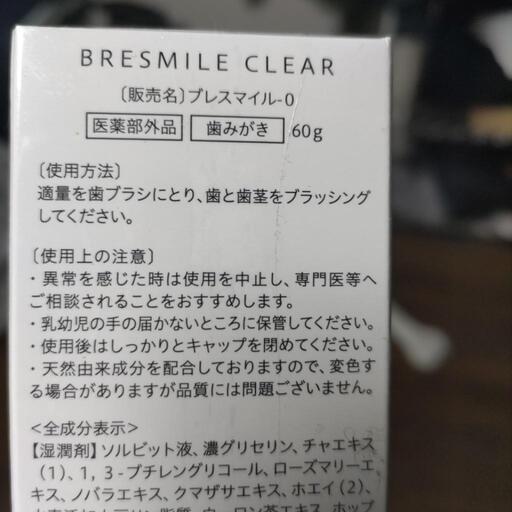 BRESMILE CLEAR
〔販売名〕ブレスマイル-0
医薬部外品 歯みがき 60g
〔使用方法〕
適量を歯ブラシにとり、歯と歯茎をブラッシング
してください。
〔使用上の注意〕
・異常を感じた時は使用を中止し、専門医等へ
ご相談されることをおすすめします。
・乳幼児の手の届かないところに保管してください。
・使用後はしっかりとキャップを閉めてください。
・天然由来成分を配合しておりますので、変色す
る場合がありますが品質には問題ございません。
<全成分表示>
【湿潤剤】ソルビット液、濃グリセリン、チャエキス
（1）、1,3-ブチレングリコール、ローズマリーエ
キス、ノバラエキス、クマザサエキス、ホエイ（2）、
ウーロン茶エキス、ホップ